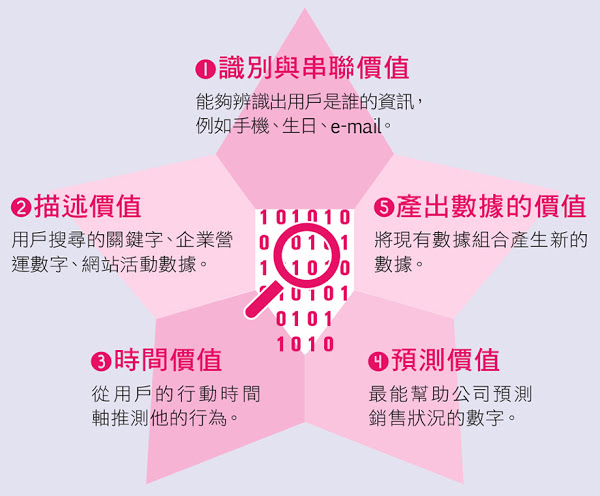 ❶識別與串聯價值
能夠辨識出用戶是誰的資訊，
例如手機、生日、e-mail。
❷描述價值
用戶搜尋的關鍵字、企業營
運數字、網站活動數據。
❺產出數據的價值
將現有數據組合產生新的
數據。
101010
0101
0101
1010
❸時間價值
從用戶的行動時間
軸推測他的行為。
❹預測價值
最能幫助公司預測
銷售狀況的數字。